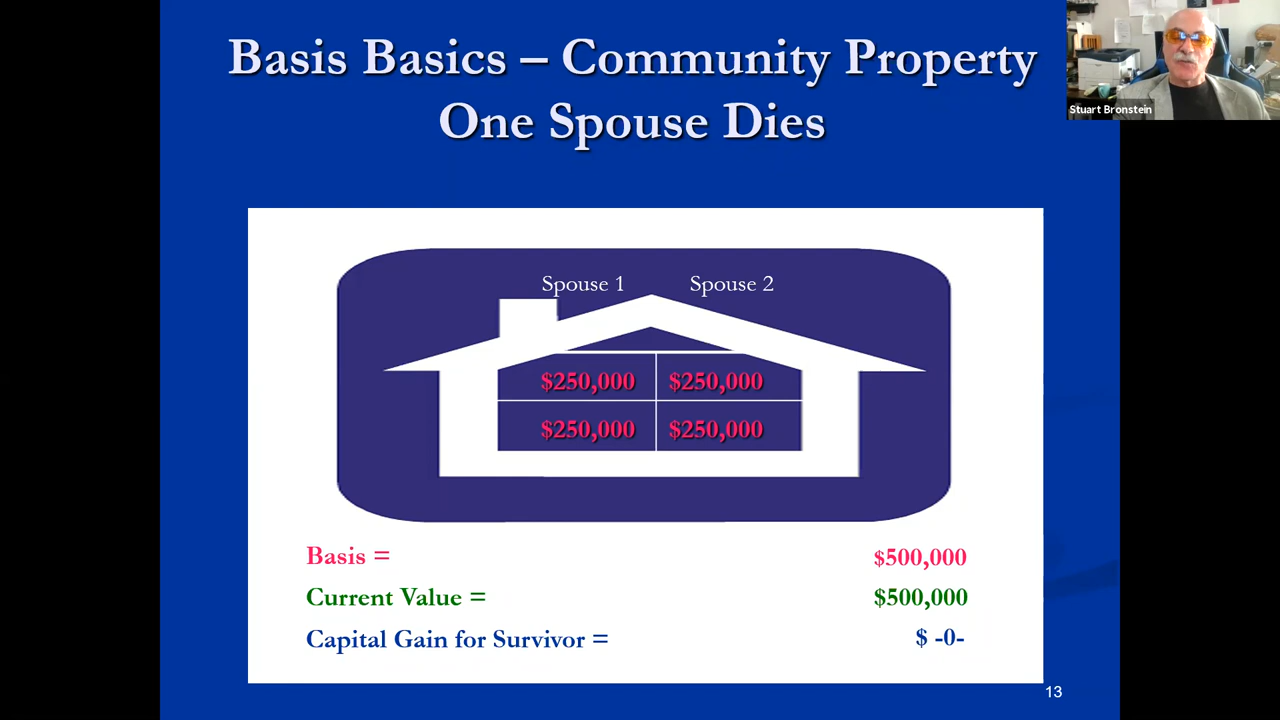 Basis Basics – Community Property
One Spouse Dies
Stuart Bronstein
Spouse 1 Spouse 2
$250,000 $250,000
$250,000 $250,000
Basis = $500,000
Current Value = $500,000
Capital Gain for Survivor = $ -0-
13